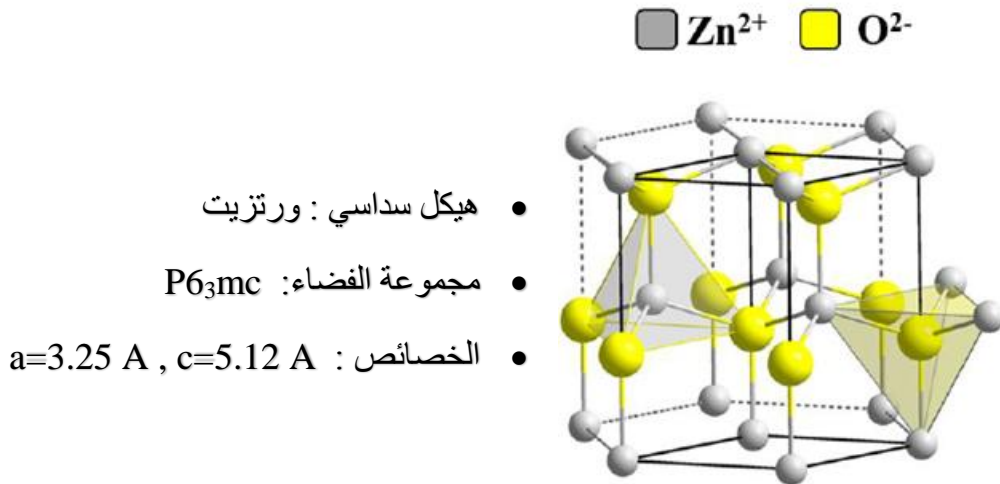 Zn²⁺ O²⁻
• هيكل سداسي : ورتزيت
• مجموعة الفضاء: P6₃mc
• الخصائص : a=3.25 A , c=5.12 A